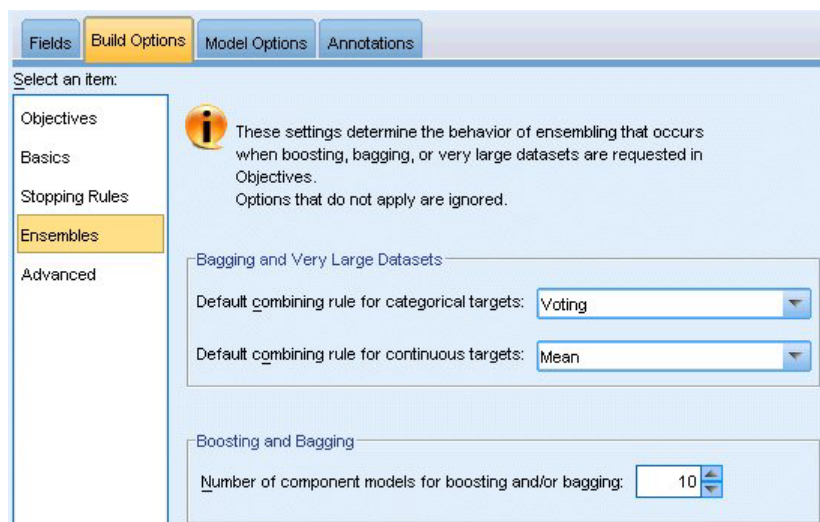 Fields
Build Options
Model Options
Annotations
Select an item:
Objectives
Basics
Stopping Rules
Ensembles
Advanced
These settings determine the behavior of ensembling that occurs
when boosting, bagging, or very large datasets are requested in
Objectives.
Options that do not apply are ignored.
Bagging and Very Large Datasets
Default combining rule for categorical targets: Voting
Default combining rule for continuous targets: Mean
Boosting and Bagging
Number of component models for boosting and/or bagging: 10